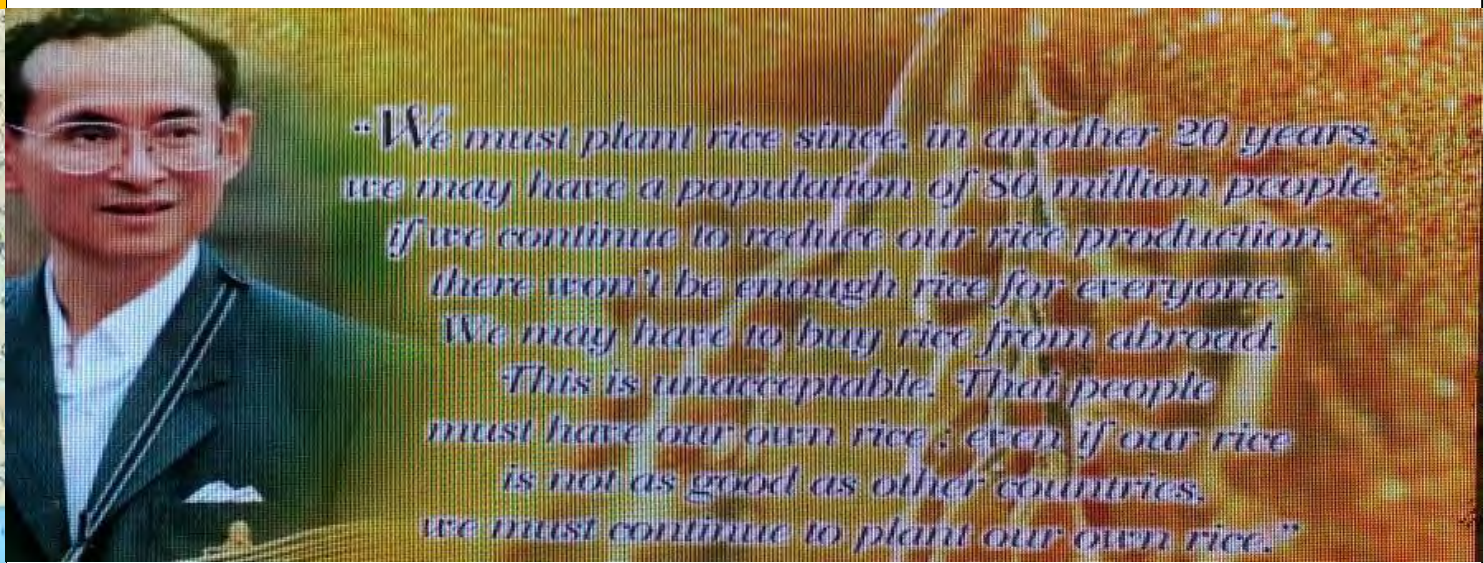 “We must plant rice since, in another 20 years,
we may have a population of 80 million people,
if we continue to reduce our rice production,
there won't be enough rice for everyone.
We may have to buy rice from abroad.
This is unacceptable. Thai people
must have our own rice ; even if our rice
is not as good as other countries,
we must continue to plant our own rice.”